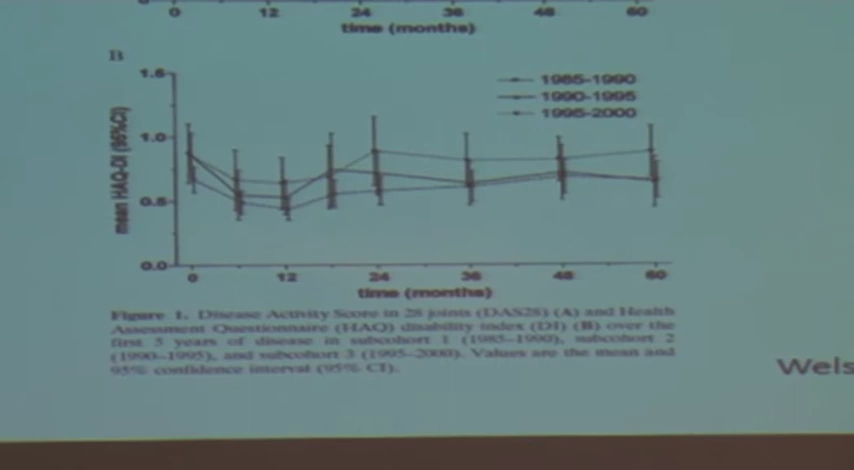 0 12 24 36 48 60
time (months)
B
1.5
1985-1990
1990-1995
1995-2000
1.0
0.5
0.0
mean HAQ-DI (95%CI)
0 12 24 36 48 60
time (months)
Figure 1. Disease Activity Score in 28 joints (DAS28) (A) and Health
Assessment Questionnaire (HAQ) disability index (DI) (B) over the
first 5 years of disease in subcohort 1 (1985–1990), subcohort 2
(1990–1995), and subcohort 3 (1995–2000). Values are the mean and
95% confidence interval (95% CI).
Wels